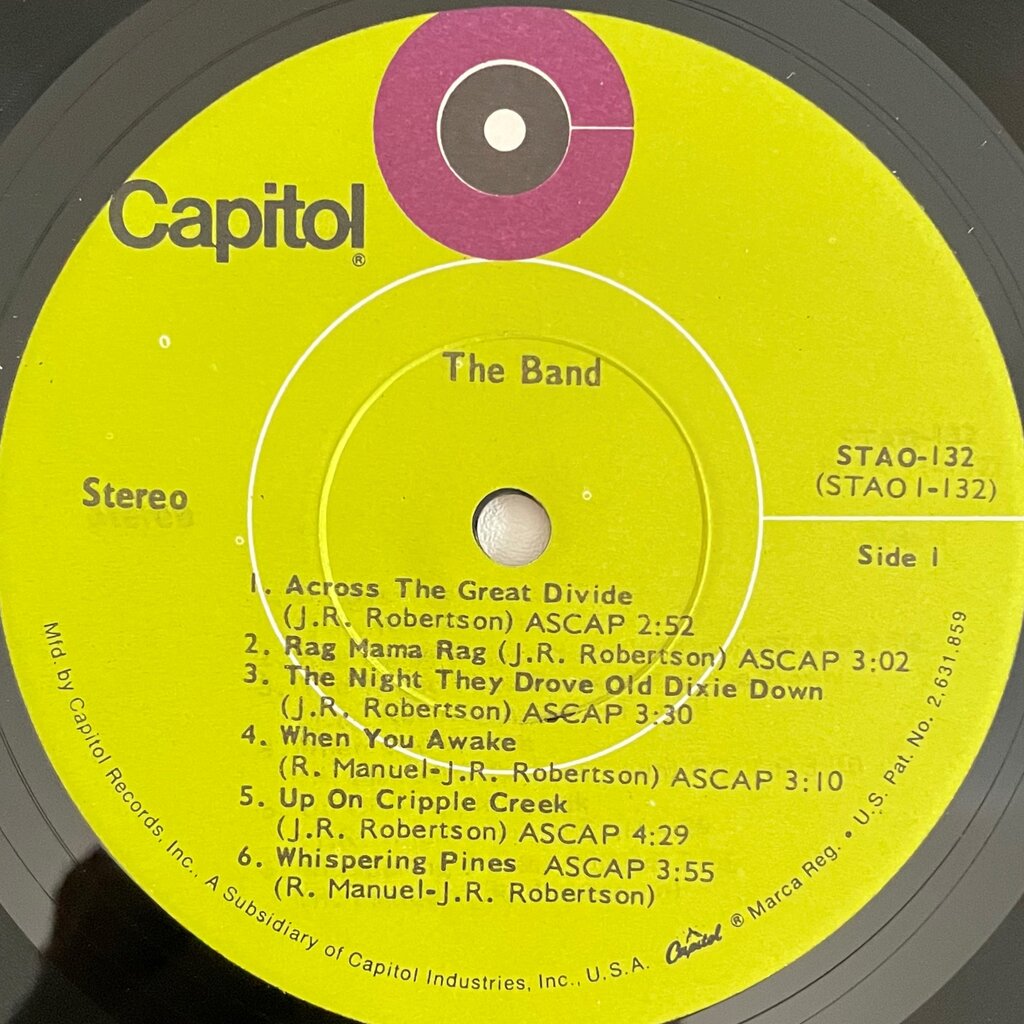 Capitol®
The Band
Stereo
STAO-132
(STAO 1-132)
Side 1
1. Across The Great Divide
(J.R. Robertson) ASCAP 2:52
2. Rag Mama Rag (J.R. Robertson) ASCAP 3:02
3. The Night They Drove Old Dixie Down
(J.R. Robertson) ASCAP 3:30
4. When You Awake
(R. Manuel-J.R. Robertson) ASCAP 3:10
5. Up On Cripple Creek
(J.R. Robertson) ASCAP 4:29
6. Whispering Pines ASCAP 3:55
(R. Manuel-J.R. Robertson)
Mfd. by Capitol Records, Inc., A Subsidiary of Capitol Industries, Inc., U.S.A. Capitol ® Marca Reg. • U.S. Pat. No. 2,631,859